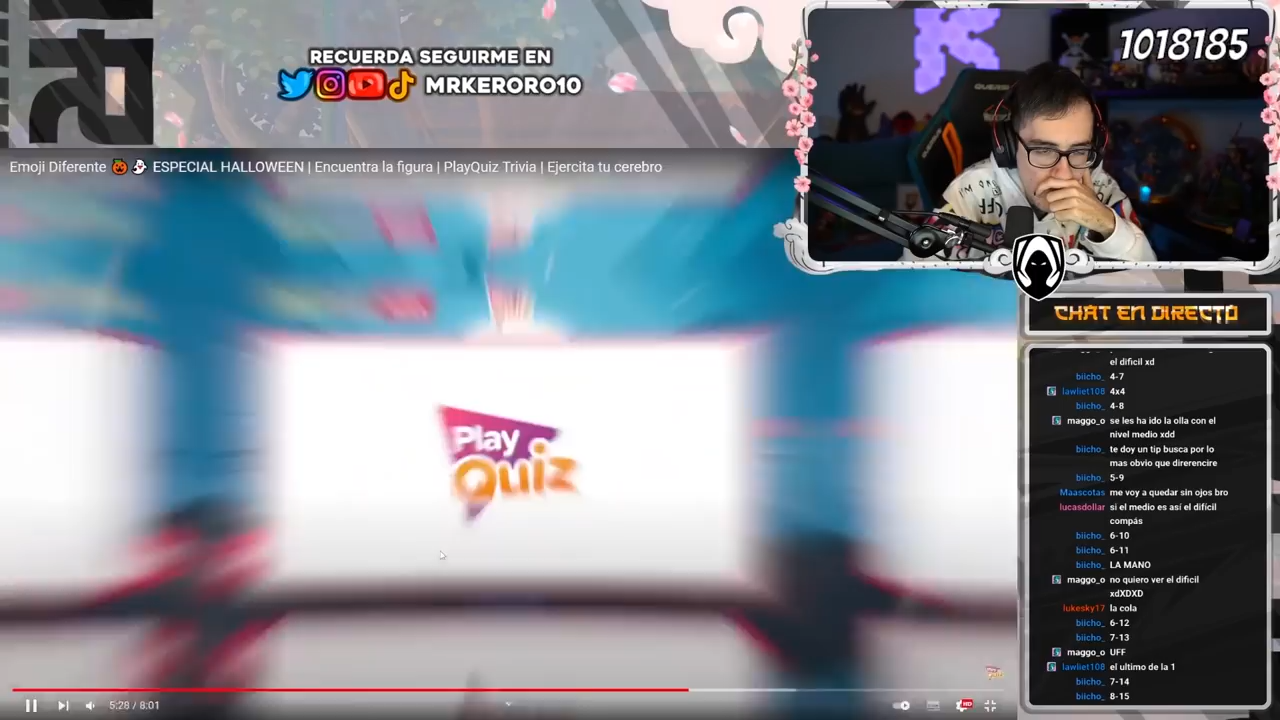 RECUERDA SEGUIRME EN
MRKERORO10
1018185
Emoji Diferente 🎃 👻 ESPECIAL HALLOWEEN | Encuentra la figura | PlayQuiz Trivia | Ejercita tu cerebro
Play
Quiz
5:28 / 8:01
HD
CHAT EN DIRECTO
el dificil xd
biicho_ 4-7
lawliet108 4x4
biicho_ 4-8
maggo_o se les ha ido la olla con el
nivel medio xdd
biicho_ te doy un tip busca por lo
mas obvio que direrencire
biicho_ 5-9
Maascotas me voy a quedar sin ojos bro
lucasdollar si el medio es así el difícil
compás
biicho_ 6-10
biicho_ 6-11
biicho_ LA MANO
maggo_o no quiero ver el dificil
xdXDXD
lukesky17 la cola
biicho_ 6-12
biicho_ 7-13
maggo_o UFF
lawliet108 el ultimo de la 1
biicho_ 7-14
biicho_ 8-15